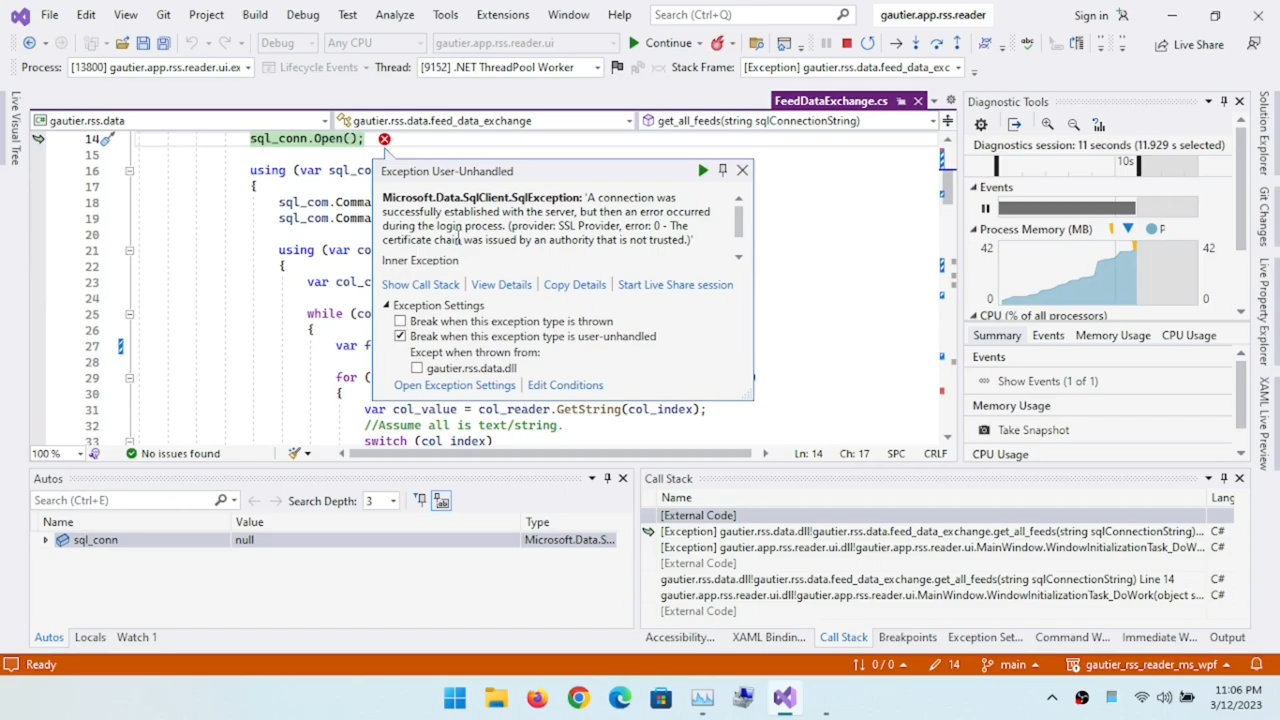 File Edit View Git Project Build Debug Test Analyze Tools Extensions Window Help Search (Ctrl+Q) gautier.app.rss.reader Sign in
Debug Any CPU gautier.app.rss.reader.ui Continue Live Share
Process: [13800] gautier.app.rss.reader.ui.ex Lifecycle Events Thread: [9152] .NET ThreadPool Worker Stack Frame: [Exception] gautier.rss.data.feed_data_exc
Live Visual Tree
FeedDataExchange.cs
gautier.rss.data gautier.rss.data.feed_data_exchange get_all_feeds(string sqlConnectionString)
14 sql_conn.Open();
15
16 using (var sql_co
17 {
18 sql_com.Comma
19 sql_com.Comma
20
21 using (var col_re
22 {
23 var col_c
24
25 while (co
26 {
27 var f
28
29 for (
30 {
31 var col_value = col_reader.GetString(col_index);
32 //Assume all is text/string.
33 switch (col_index)
Exception User-Unhandled
Microsoft.Data.SqlClient.SqlException: 'A connection was
successfully established with the server, but then an error occurred
during the login process. (provider: SSL Provider, error: 0 - The
certificate chain was issued by an authority that is not trusted.)'
Inner Exception
Show Call Stack View Details Copy Details Start Live Share session
Exception Settings
Break when this exception type is thrown
Break when this exception type is user-unhandled
Except when thrown from:
gautier.rss.data.dll
Open Exception Settings Edit Conditions
100 % No issues found Ln: 14 Ch: 17 SPC CRLF
Diagnostic Tools
Diagnostics session: 11 seconds (11.929 s selected)
10s
Events
Process Memory (MB) P
42 42
0 0
CPU (% of all processors)
Summary Events Memory Usage CPU Usage
Events
Show Events (1 of 1)
Memory Usage
Take Snapshot
CPU Usage
Solution Explorer
Git Changes
Live Property Explorer
XAML Live Preview
Autos
Search (Ctrl+E) Search Depth: 3
Name Value Type
sql_conn null Microsoft.Data.S...
Autos Locals Watch 1
Call Stack
Name Lang
[External Code]
[Exception] gautier.rss.data.dll!gautier.rss.data.feed_data_exchange.get_all_feeds(string sqlConnectionString)... C#
[Exception] gautier.app.rss.reader.ui.dll!gautier.app.rss.reader.ui.MainWindow.WindowInitializationTask_DoW... C#
[External Code]
gautier.rss.data.dll!gautier.rss.data.feed_data_exchange.get_all_feeds(string sqlConnectionString) Line 14 C#
gautier.app.rss.reader.ui.dll!gautier.app.rss.reader.ui.MainWindow.WindowInitializationTask_DoWork(object s... C#
[External Code]
Accessibility... XAML Bindin... Call Stack Breakpoints Exception Set... Command W... Immediate W... Output
Ready 0 / 0 14 main gautier_rss_reader_ms_wpf
11:06 PM
3/12/2023